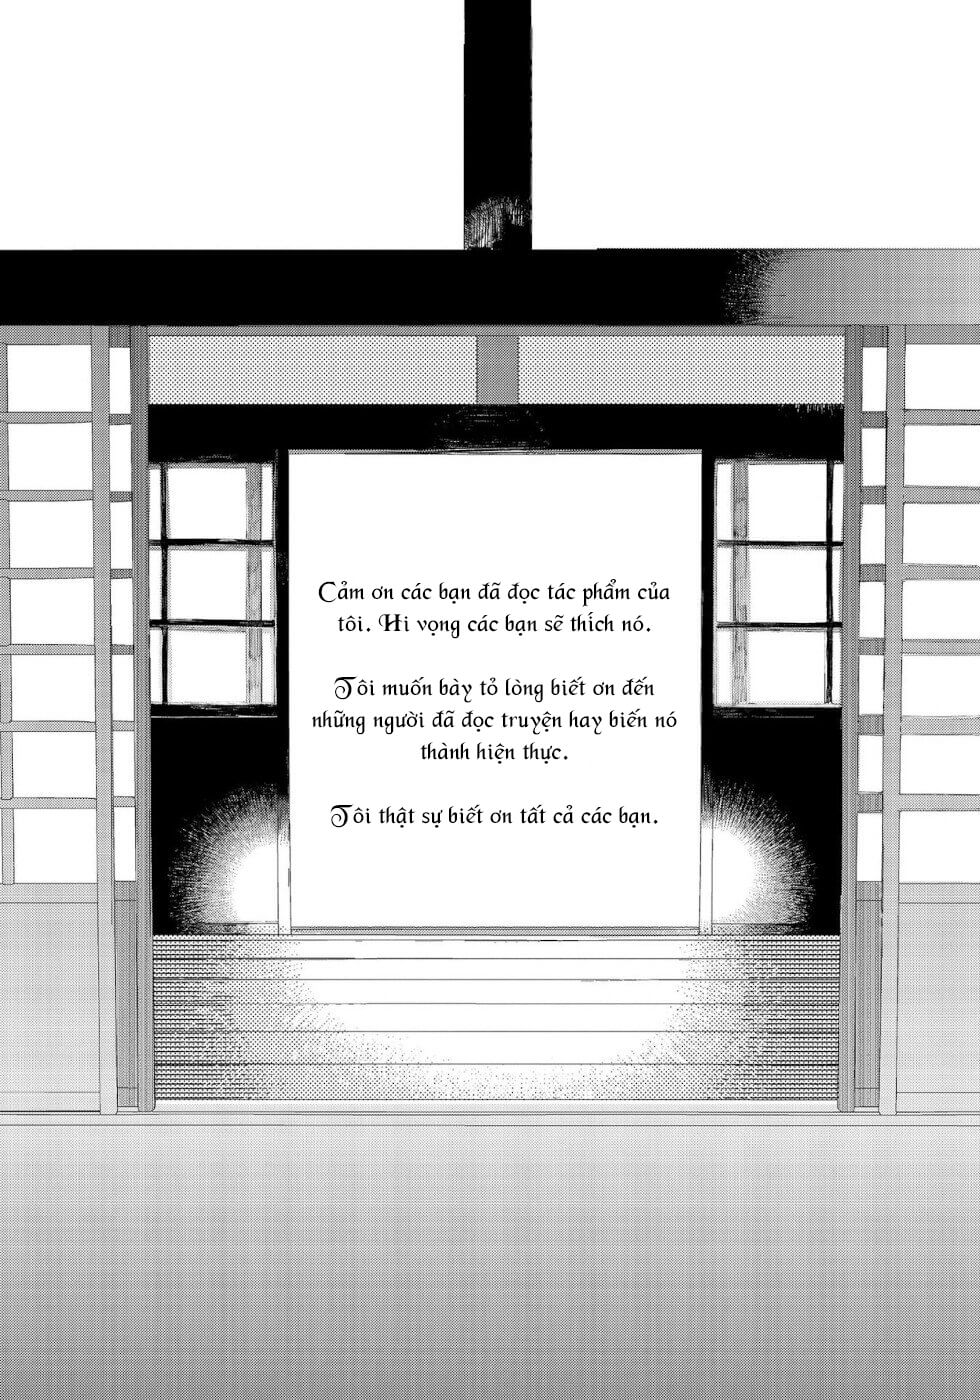 Cảm ơn các bạn đã đọc tác phẩm của
tôi. Hi vọng các bạn sẽ thích nó.
Tôi muốn bày tỏ lòng biết ơn đến
những người đã đọc truyện hay biến nó
thành hiện thực.
Tôi thật sự biết ơn tất cả các bạn.